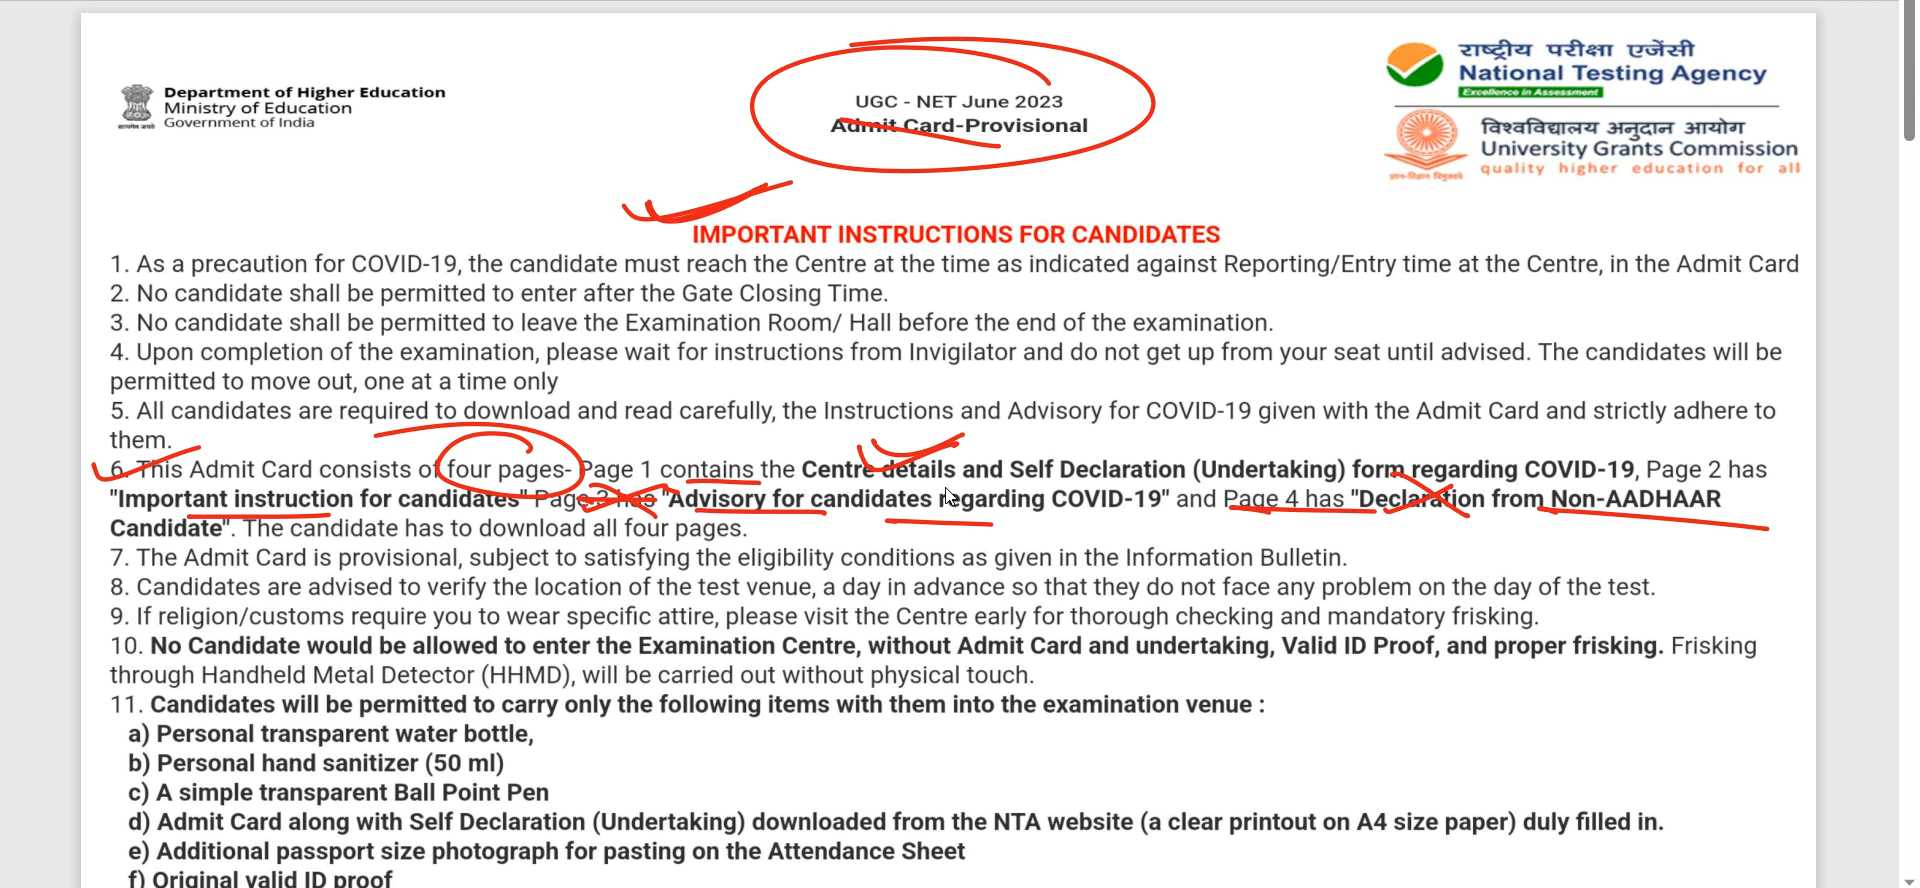 Department of Higher Education
Ministry of Education
Government of India
सत्यमेव जयते
UGC - NET June 2023
Admit Card-Provisional
राष्ट्रीय परीक्षा एजेंसी
National Testing Agency
Excellence in Assessment
विश्वविद्यालय अनुदान आयोग
University Grants Commission
quality higher education for all
ज्ञान-विज्ञान विमुक्तये
IMPORTANT INSTRUCTIONS FOR CANDIDATES
1. As a precaution for COVID-19, the candidate must reach the Centre at the time as indicated against Reporting/Entry time at the Centre, in the Admit Card
2. No candidate shall be permitted to enter after the Gate Closing Time.
3. No candidate shall be permitted to leave the Examination Room/ Hall before the end of the examination.
4. Upon completion of the examination, please wait for instructions from Invigilator and do not get up from your seat until advised. The candidates will be
permitted to move out, one at a time only
5. All candidates are required to download and read carefully, the Instructions and Advisory for COVID-19 given with the Admit Card and strictly adhere to
them.
6. This Admit Card consists of four pages- Page 1 contains the Centre details and Self Declaration (Undertaking) form regarding COVID-19, Page 2 has
"Important instruction for candidates" Page 3 has "Advisory for candidates regarding COVID-19" and Page 4 has "Declaration from Non-AADHAAR
Candidate". The candidate has to download all four pages.
7. The Admit Card is provisional, subject to satisfying the eligibility conditions as given in the Information Bulletin.
8. Candidates are advised to verify the location of the test venue, a day in advance so that they do not face any problem on the day of the test.
9. If religion/customs require you to wear specific attire, please visit the Centre early for thorough checking and mandatory frisking.
10. No Candidate would be allowed to enter the Examination Centre, without Admit Card and undertaking, Valid ID Proof, and proper frisking. Frisking
through Handheld Metal Detector (HHMD), will be carried out without physical touch.
11. Candidates will be permitted to carry only the following items with them into the examination venue :
a) Personal transparent water bottle,
b) Personal hand sanitizer (50 ml)
c) A simple transparent Ball Point Pen
d) Admit Card along with Self Declaration (Undertaking) downloaded from the NTA website (a clear printout on A4 size paper) duly filled in.
e) Additional passport size photograph for pasting on the Attendance Sheet
f) Original valid ID proof